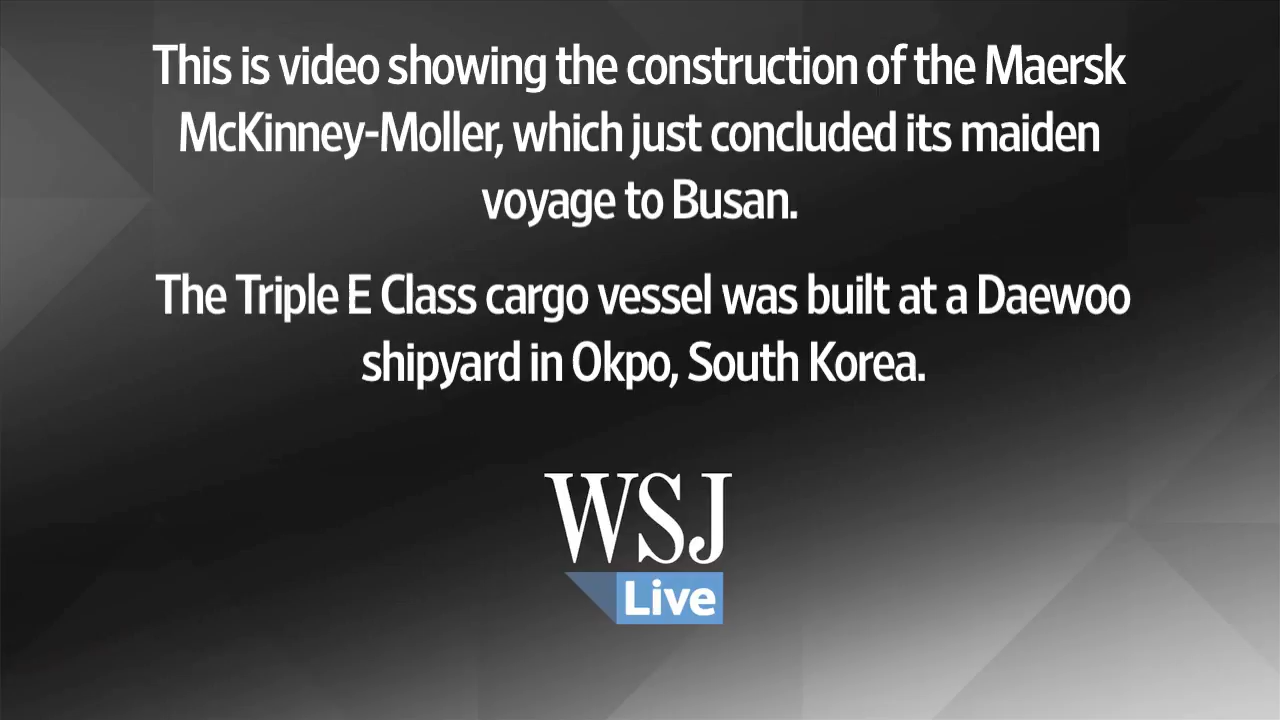 This is video showing the construction of the Maersk
McKinney-Moller, which just concluded its maiden
voyage to Busan.
The Triple E Class cargo vessel was built at a Daewoo
shipyard in Okpo, South Korea.
WSJ
Live